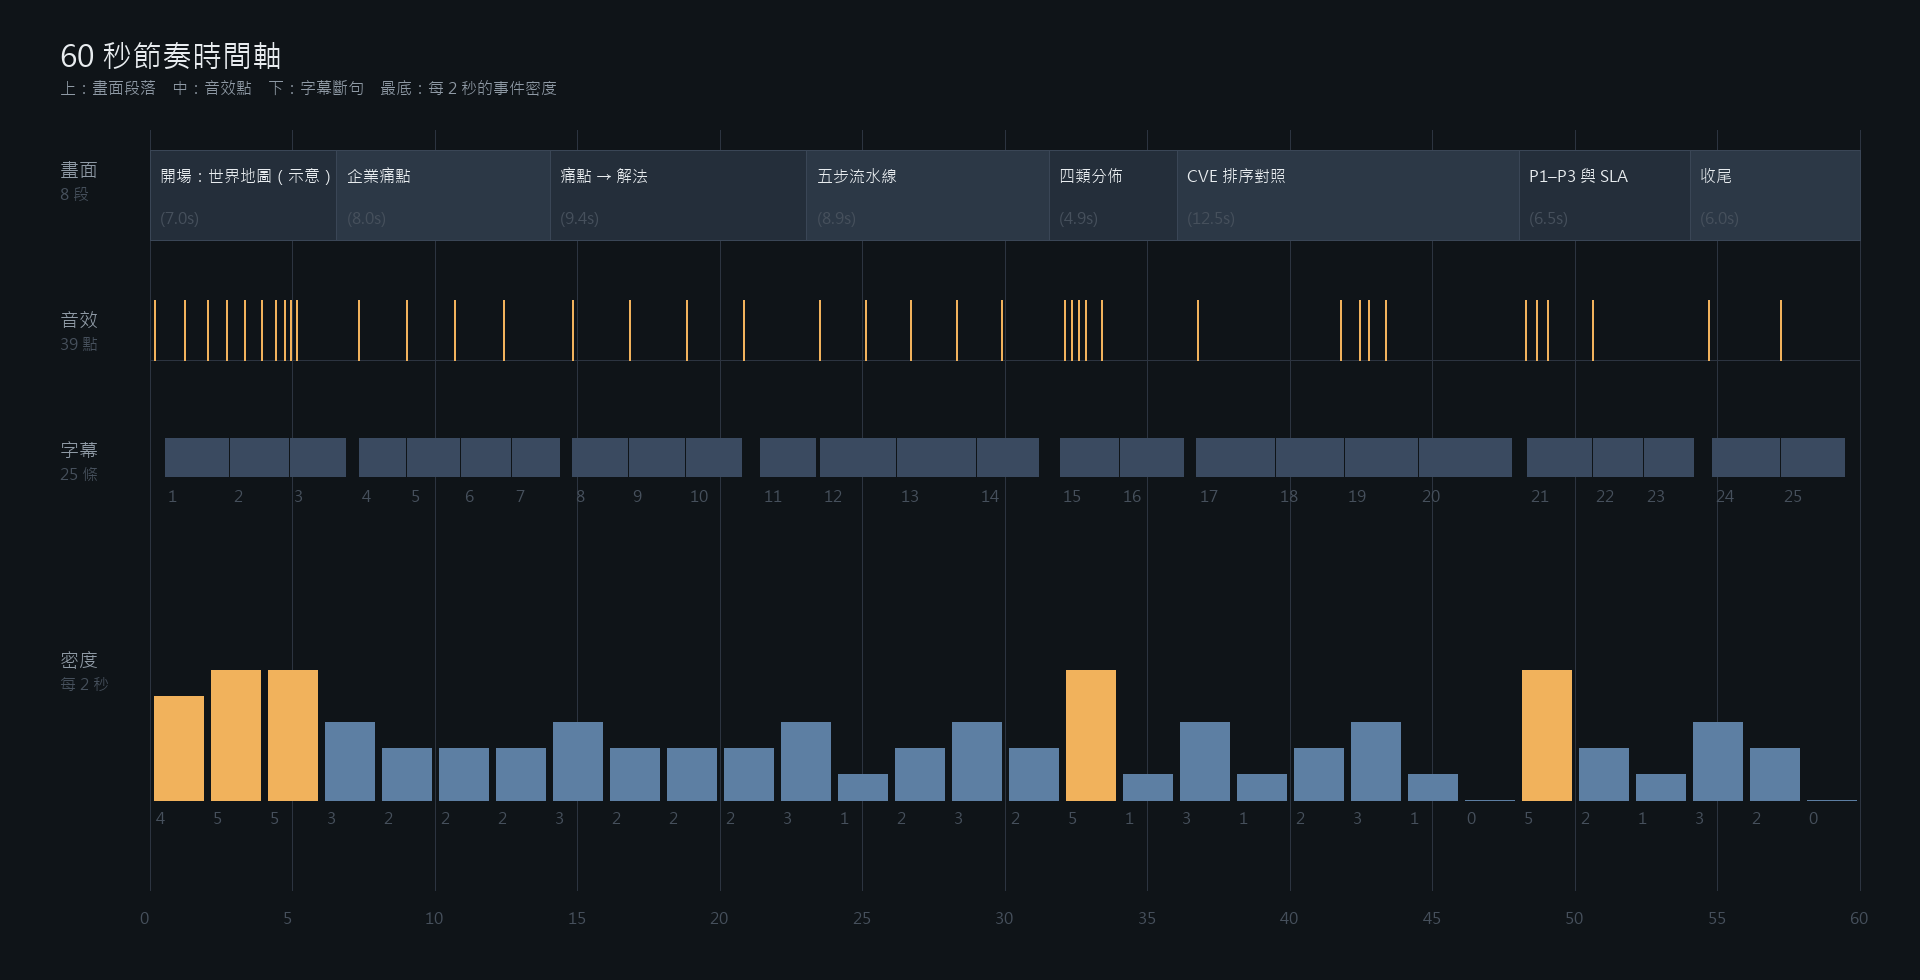 60 秒節奏時間軸
上：畫面段落　中：音效點　下：字幕斷句　最底：每 2 秒的事件密度
畫面
8 段
開場：世界地圖（示意） 企業痛點 痛點 → 解法 五步流水線 四類分佈 CVE 排序對照 P1–P3 與 SLA 收尾
(7.0s) (8.0s) (9.4s) (8.9s) (4.9s) (12.5s) (6.5s) (6.0s)
音效
39 點
字幕
25 條
1 2 3 4 5 6 7 8 9 10 11 12 13 14 15 16 17 18 19 20 21 22 23 24 25
密度
每 2 秒
4 5 5 3 2 2 2 3 2 2 2 3 1 2 3 2 5 1 3 1 2 3 1 0 5 2 1 3 2 0
0 5 10 15 20 25 30 35 40 45 50 55 60